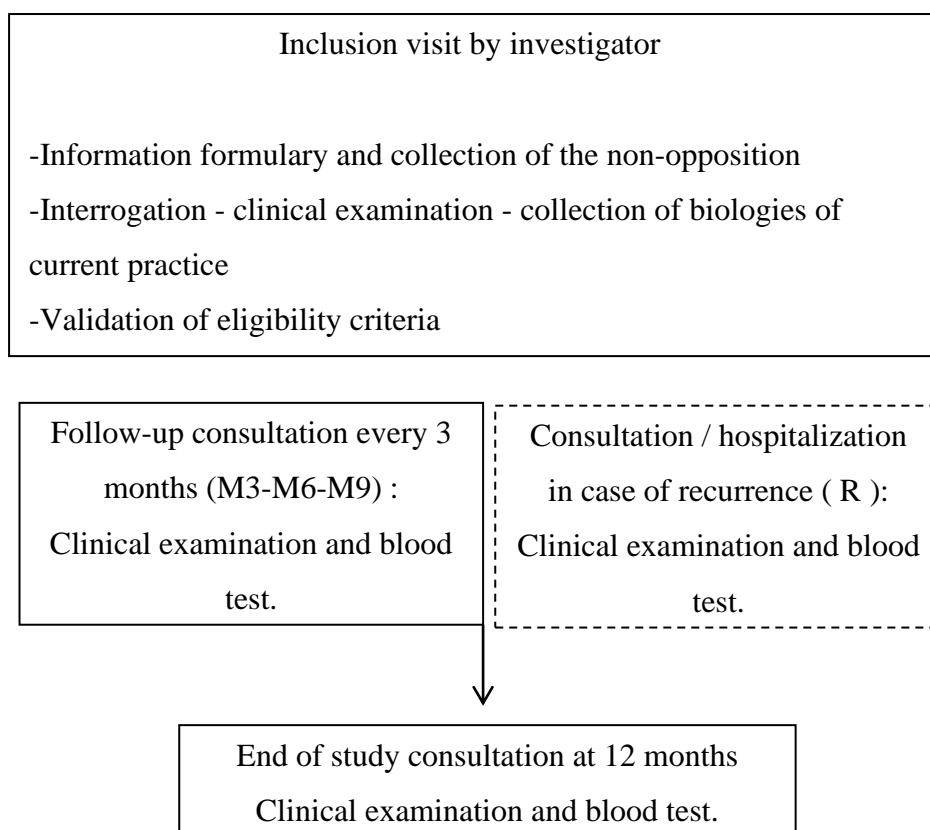 Inclusion visit by investigator
-Information formulary and collection of the non-opposition
-Interrogation - clinical examination - collection of biologies of
current practice
-Validation of eligibility criteria
Follow-up consultation every 3
months (M3-M6-M9) :
Clinical examination and blood
test.
Consultation / hospitalization
in case of recurrence ( R ):
Clinical examination and blood
test.
End of study consultation at 12 months
Clinical examination and blood test.